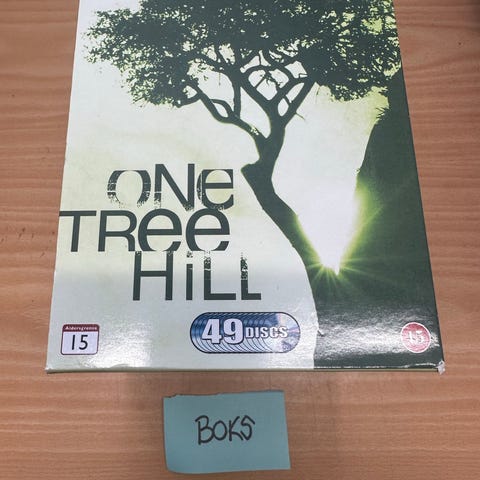 ONE
TREE
HILL
Aldersgrense
15
49 DISCS
15
BOKS